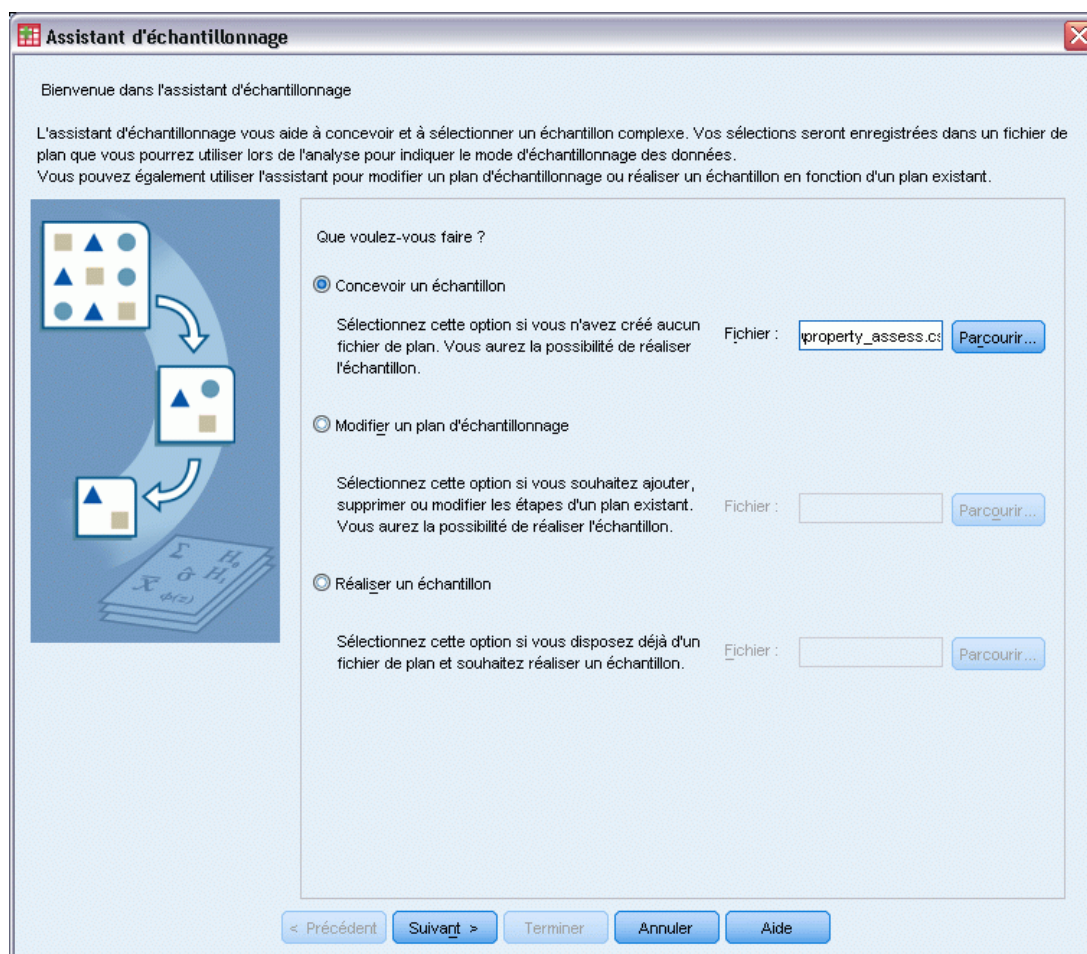 Assistant d'échantillonnage
Bienvenue dans l'assistant d'échantillonnage
L'assistant d'échantillonnage vous aide à concevoir et à sélectionner un échantillon complexe. Vos sélections seront enregistrées dans un fichier de
plan que vous pourrez utiliser lors de l'analyse pour indiquer le mode d'échantillonnage des données.
Vous pouvez également utiliser l'assistant pour modifier un plan d'échantillonnage ou réaliser un échantillon en fonction d'un plan existant.
Que voulez-vous faire ?
Concevoir un échantillon
Sélectionnez cette option si vous n'avez créé aucun
fichier de plan. Vous aurez la possibilité de réaliser
l'échantillon.
Fichier :
property_assess.cs
Parcourir...
Modifier un plan d'échantillonnage
Sélectionnez cette option si vous souhaitez ajouter,
supprimer ou modifier les étapes d'un plan existant.
Vous aurez la possibilité de réaliser l'échantillon.
Fichier :
Parcourir...
Réaliser un échantillon
Sélectionnez cette option si vous disposez déjà d'un
fichier de plan et souhaitez réaliser un échantillon.
Fichier :
Parcourir...
Σ H₀
x̅ σ̂ H₁
φ(z)
< Précédent
Suivant >
Terminer
Annuler
Aide